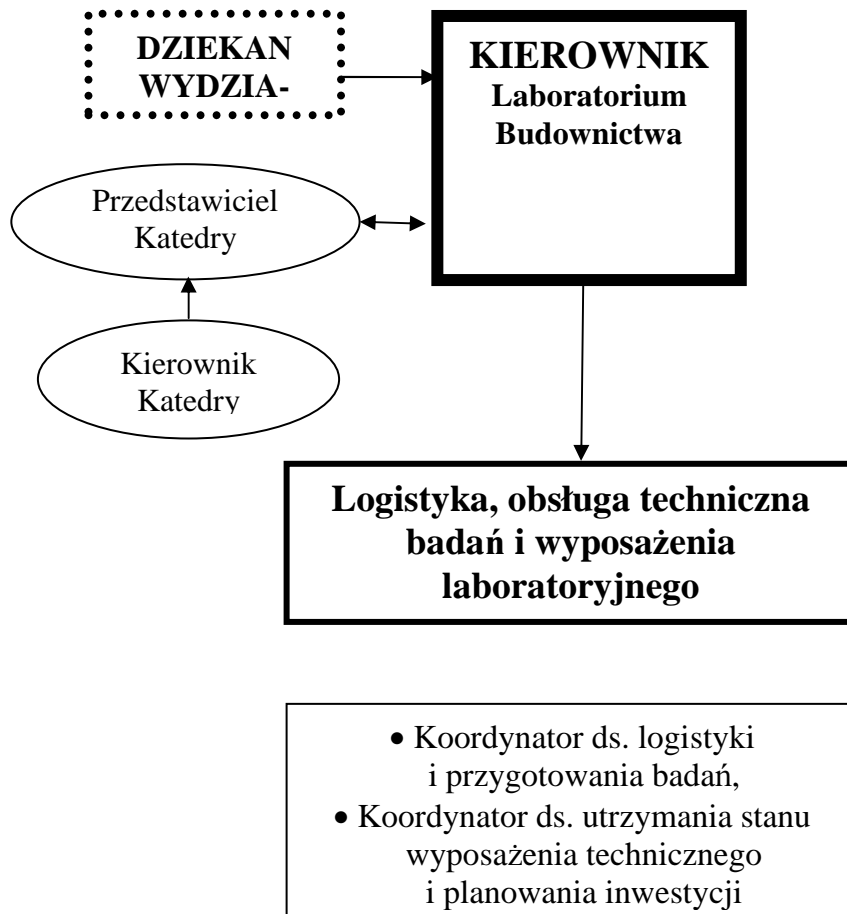 DZIEKAN
WYDZIA-
KIEROWNIK
Laboratorium
Budownictwa
Przedstawiciel
Katedry
Kierownik
Katedry
Logistyka, obsługa techniczna
badań i wyposażenia
laboratoryjnego
• Koordynator ds. logistyki
i przygotowania badań,
• Koordynator ds. utrzymania stanu
wyposażenia technicznego
i planowania inwestycji